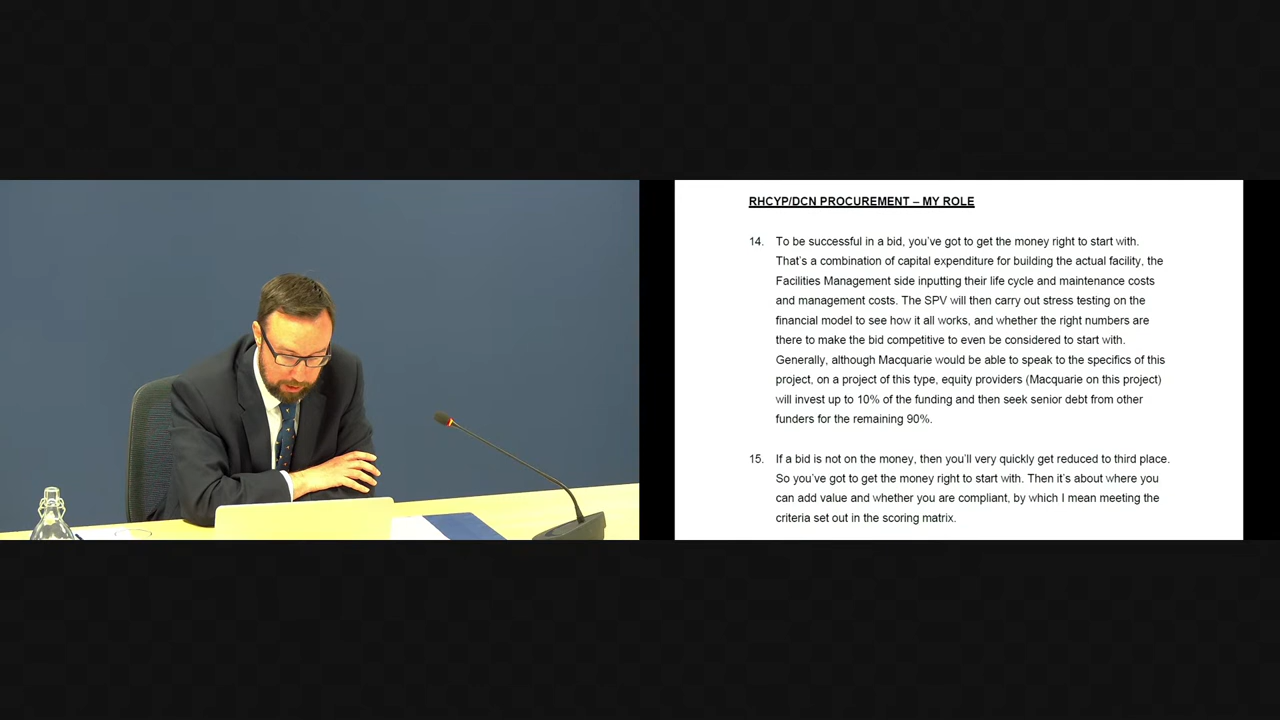 RHCYP/DCN PROCUREMENT – MY ROLE
14. To be successful in a bid, you've got to get the money right to start with.
That's a combination of capital expenditure for building the actual facility, the
Facilities Management side inputting their life cycle and maintenance costs
and management costs. The SPV will then carry out stress testing on the
financial model to see how it all works, and whether the right numbers are
there to make the bid competitive to even be considered to start with.
Generally, although Macquarie would be able to speak to the specifics of this
project, on a project of this type, equity providers (Macquarie on this project)
will invest up to 10% of the funding and then seek senior debt from other
funders for the remaining 90%.
15. If a bid is not on the money, then you'll very quickly get reduced to third place.
So you've got to get the money right to start with. Then it's about where you
can add value and whether you are compliant, by which I mean meeting the
criteria set out in the scoring matrix.